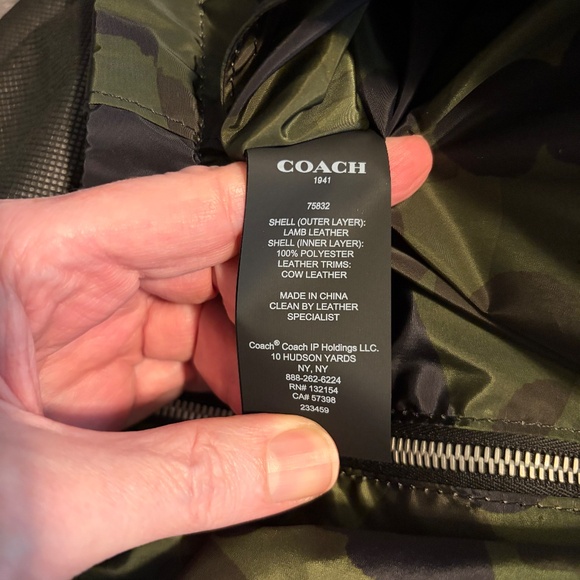 COACH
1941
75832
SHELL (OUTER LAYER):
LAMB LEATHER
SHELL (INNER LAYER):
100% POLYESTER
LEATHER TRIMS:
COW LEATHER
MADE IN CHINA
CLEAN BY LEATHER
SPECIALIST
Coach® Coach IP Holdings LLC.
10 HUDSON YARDS
NY, NY
888-262-6224
RN# 132154
CA# 57398
233459